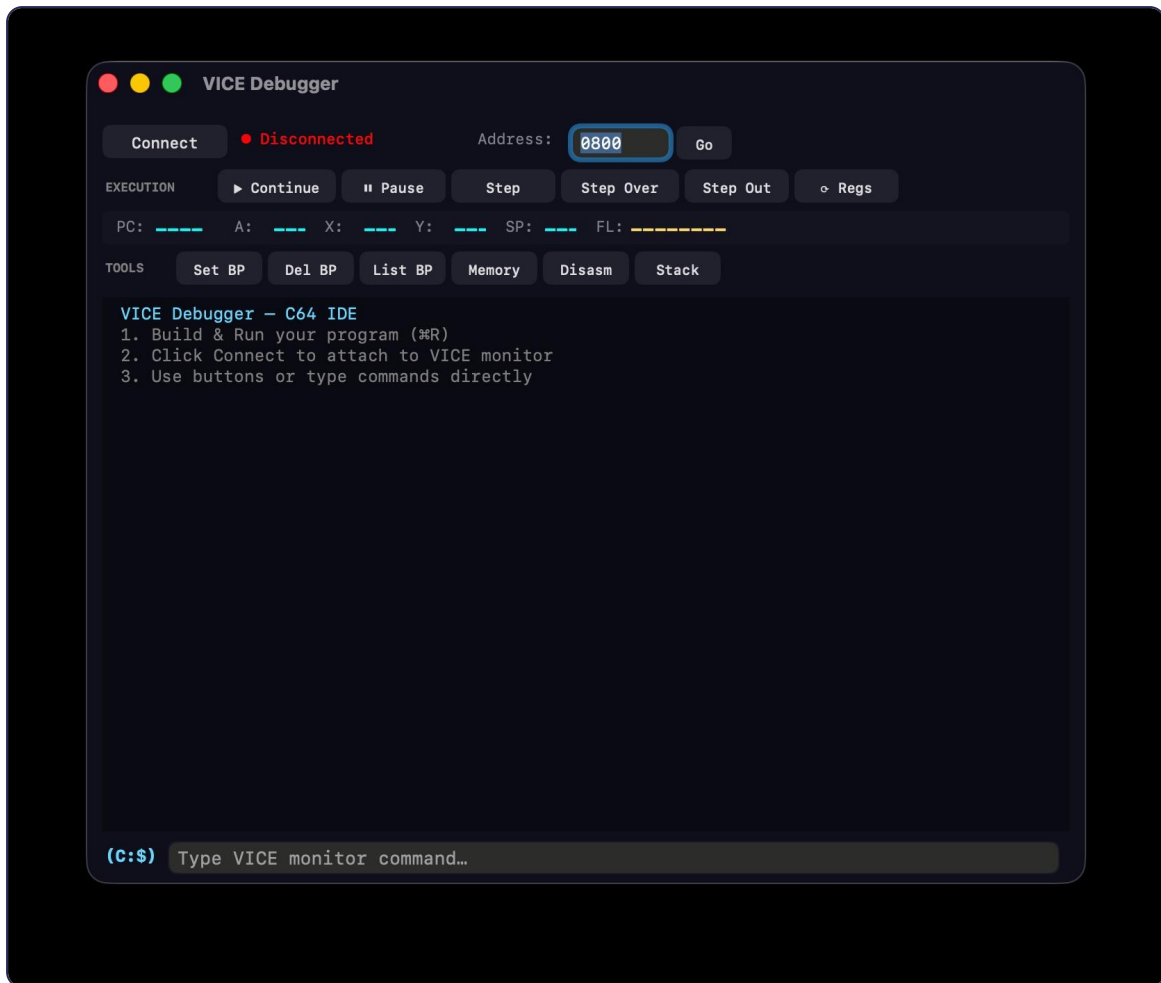 VICE Debugger
Connect ● Disconnected Address: 0800 Go
EXECUTION ▶ Continue ⏸ Pause Step Step Over Step Out ⟳ Regs
PC: ---- A: --- X: --- Y: --- SP: --- FL: --------
TOOLS Set BP Del BP List BP Memory Disasm Stack
VICE Debugger — C64 IDE
1. Build & Run your program (⌘R)
2. Click Connect to attach to VICE monitor
3. Use buttons or type commands directly
(C:$) Type VICE monitor command…